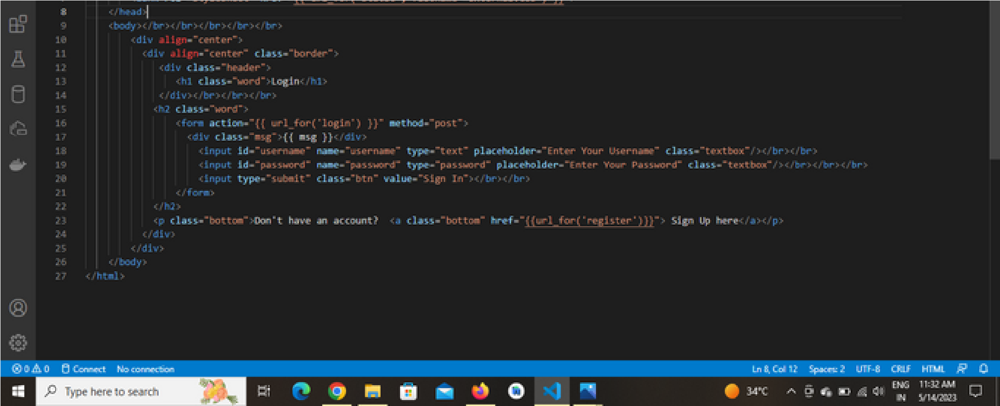 8 </head>
9 <body></br></br></br></br></br>
10 <div align="center">
11 <div align="center" class="border">
12 <div class="header">
13 <h1 class="word">Login</h1>
14 </div></br></br></br>
15 <h2 class="word">
16 <form action="{{ url_for('login') }}" method="post">
17 <div class="msg">{{ msg }}</div>
18 <input id="username" name="username" type="text" placeholder="Enter Your Username" class="textbox"/></br></br>
19 <input id="password" name="password" type="password" placeholder="Enter Your Password" class="textbox"/></br></br></br>
20 <input type="submit" class="btn" value="Sign In"></br></br>
21 </form>
22 </h2>
23 <p class="bottom">Don't have an account?  <a class="bottom" href="{{url_for('register')}}"> Sign Up here</a></p>
24 </div>
25 </div>
26 </body>
27 </html>
0 0 Connect No connection Ln 8, Col 12 Spaces: 2 UTF-8 CRLF HTML
Type here to search 34°C ENG 11:32 AM
IN 5/14/2023